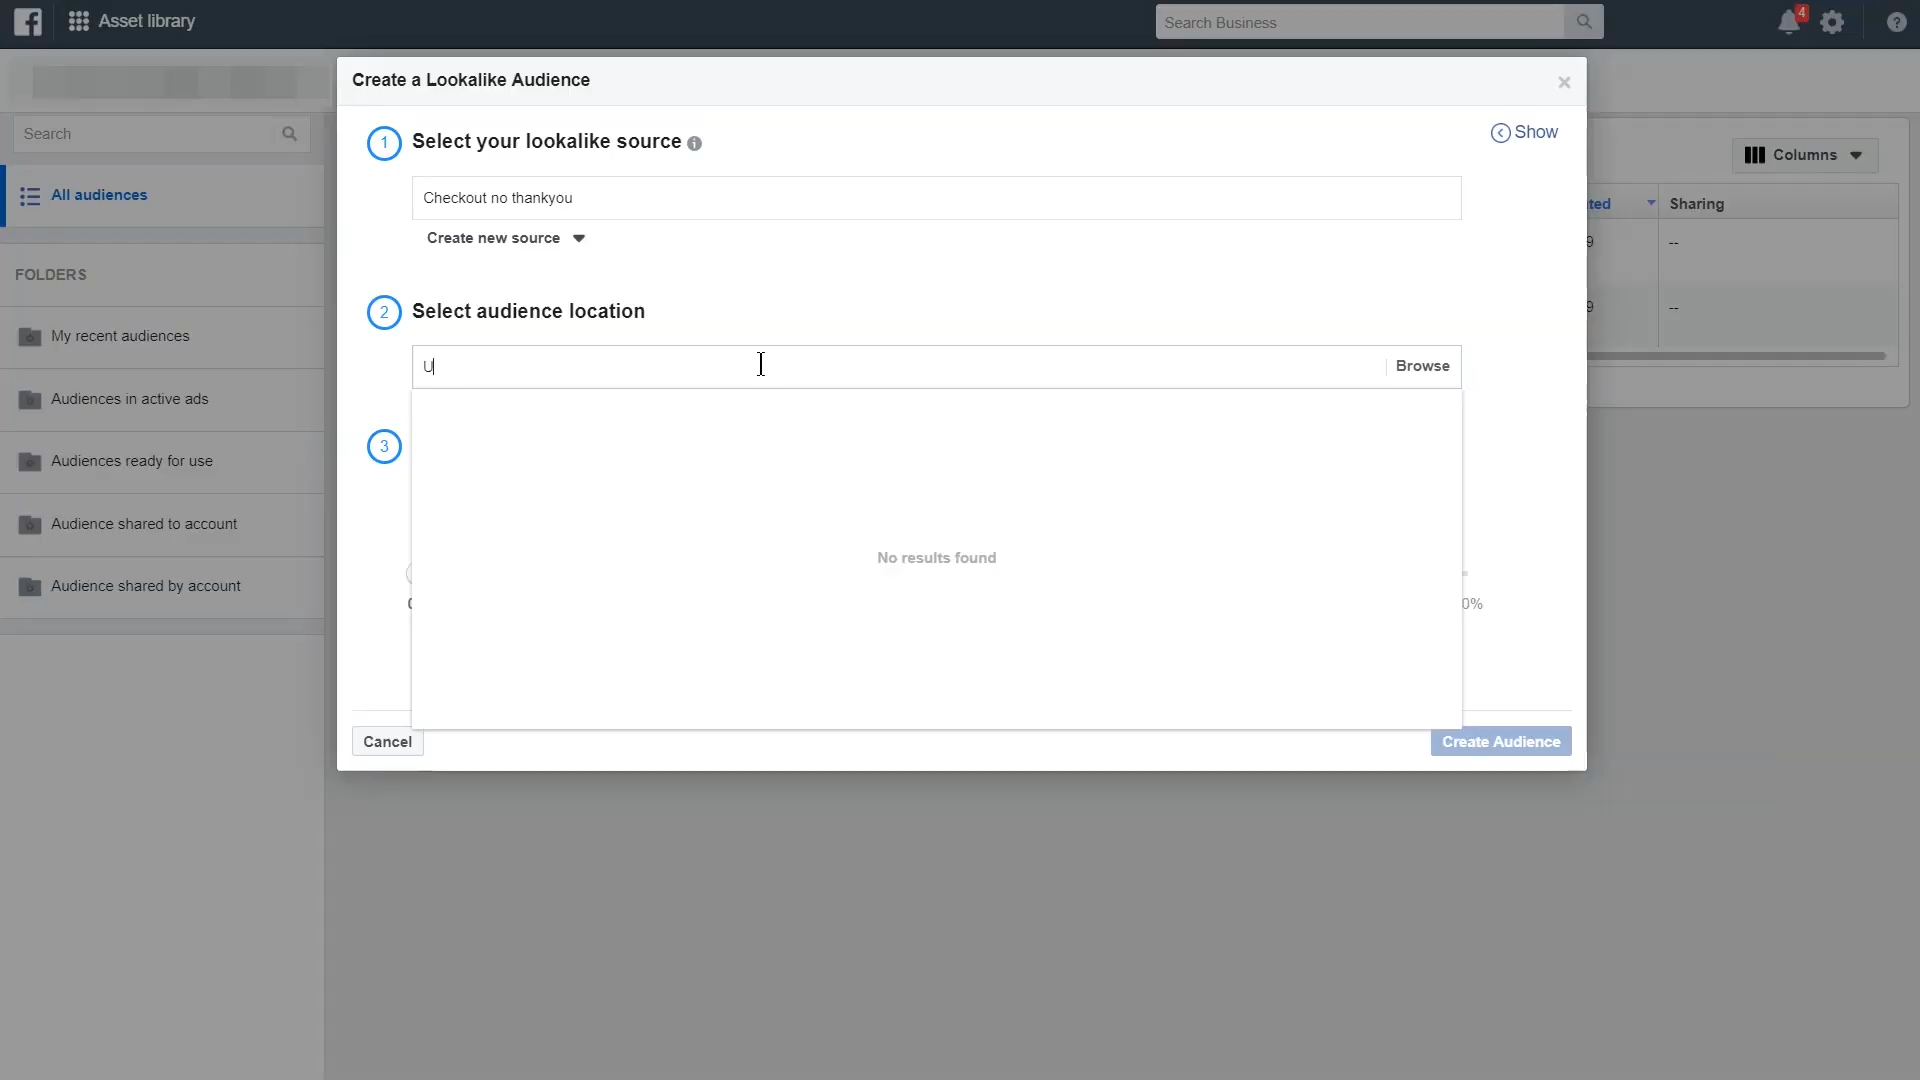 Asset library
Search Business
4
?
Create a Lookalike Audience
×
Search
1
Select your lookalike source
Show
Columns
All audiences
Checkout no thankyou
Sharing
Create new source
--
FOLDERS
2
Select audience location
--
My recent audiences
U
Browse
Audiences in active ads
3
Audiences ready for use
Audience shared to account
No results found
Audience shared by account
0%
Cancel
Create Audience